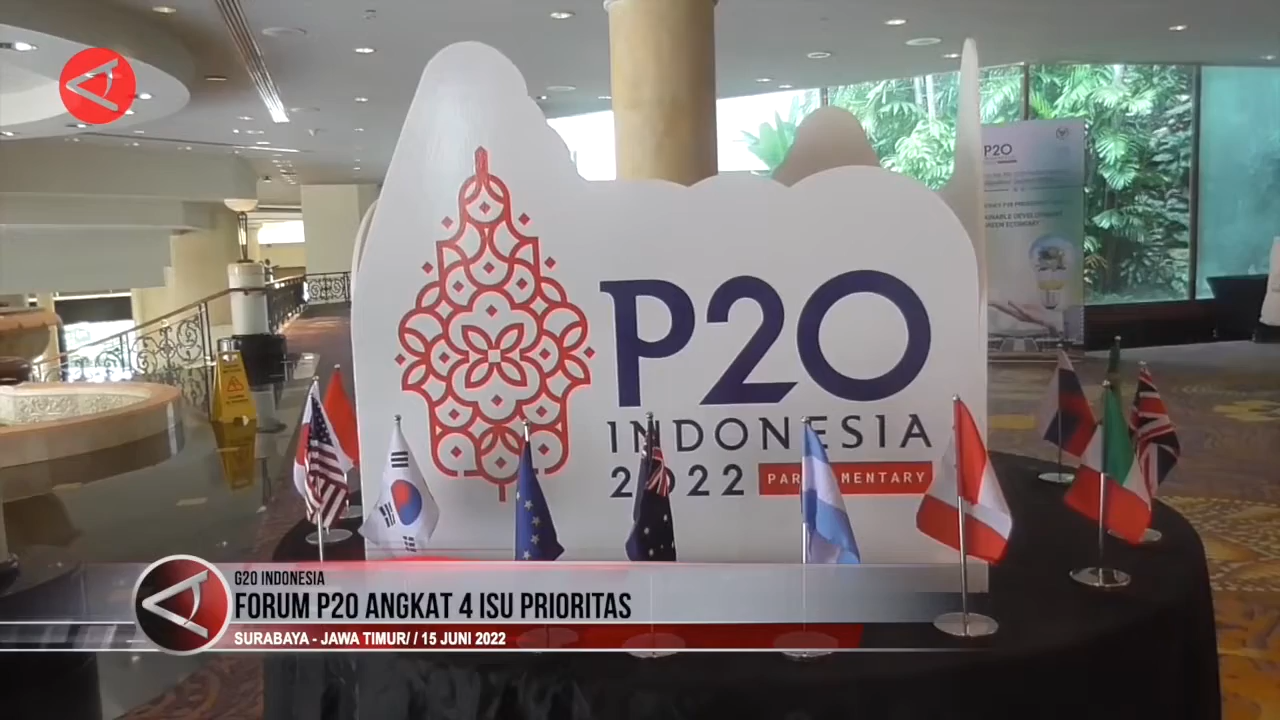 P20
INDONESIA
2022 PARLIAMENTARY
P20
G20 INDONESIA
FORUM P20 ANGKAT 4 ISU PRIORITAS
SURABAYA - JAWA TIMUR/ / 15 JUNI 2022